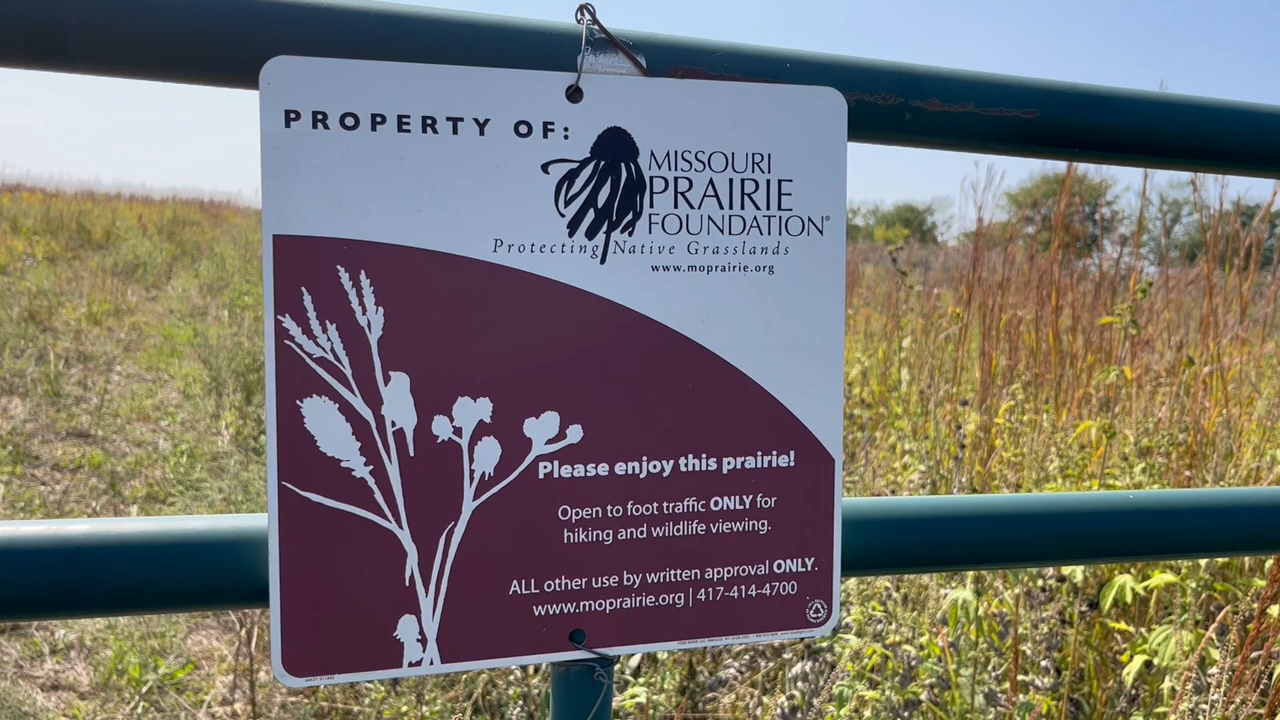 PROPERTY OF:
MISSOURI
PRAIRIE
FOUNDATION®
Protecting Native Grasslands
www.moprairie.org
Please enjoy this prairie!
Open to foot traffic ONLY for
hiking and wildlife viewing.
ALL other use by written approval ONLY.
www.moprairie.org | 417-414-4700